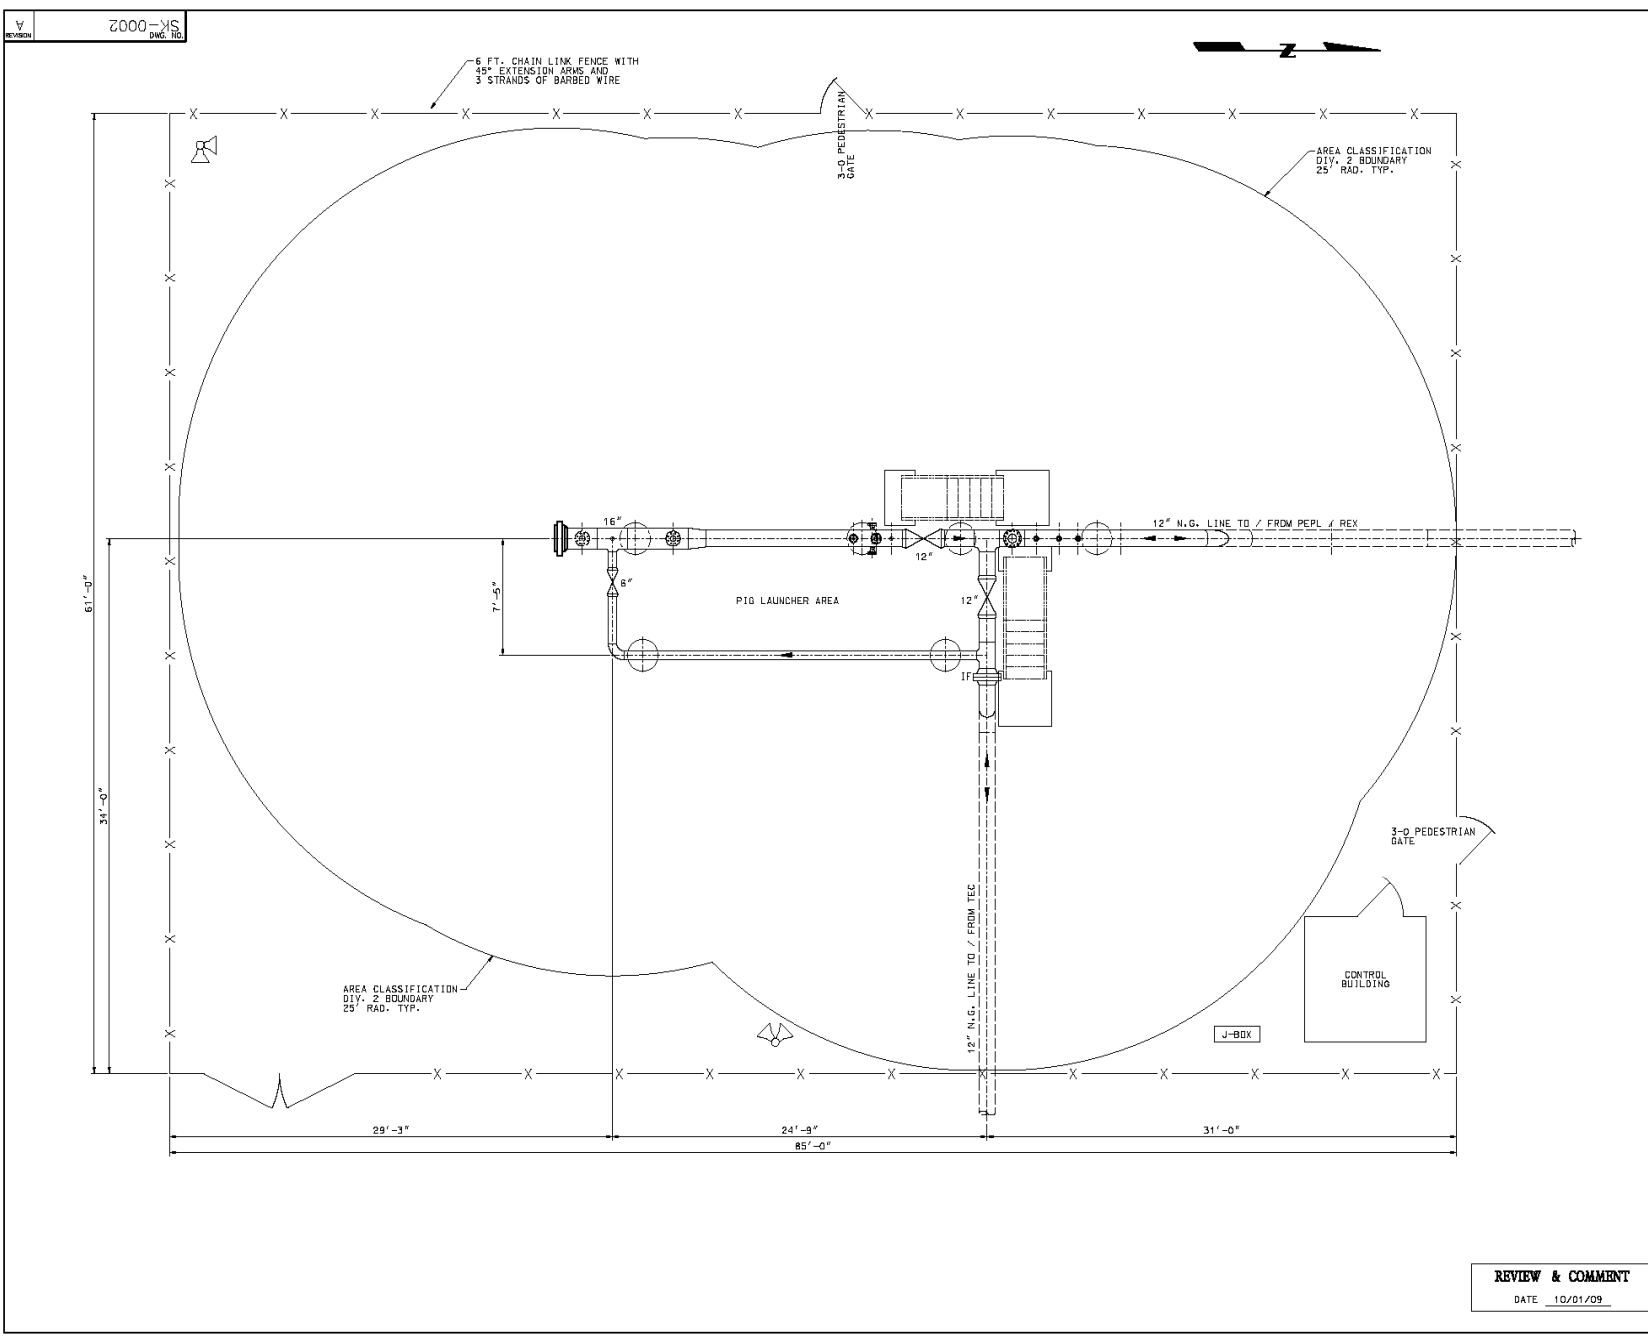 A
REVISION
SK-0002
DWG. NO.
Z
6 FT. CHAIN LINK FENCE WITH
45° EXTENSION ARMS AND
3 STRANDS OF BARBED WIRE
3-0 PEDESTRIAN
GATE
AREA CLASSIFICATION
DIV. 2 BOUNDARY
25' RAD. TYP.
16"
12"
12" N.G. LINE TO / FROM PEPL / REX
6"
12"
PIG LAUNCHER AREA
7'-5"
61'-0"
34'-0"
IF
3-0 PEDESTRIAN
GATE
12" N.G. LINE TO / FROM TEC
CONTROL
BUILDING
AREA CLASSIFICATION
DIV. 2 BOUNDARY
25' RAD. TYP.
J-BOX
29'-3"
24'-9"
31'-0"
85'-0"
REVIEW & COMMENT
DATE 10/01/09